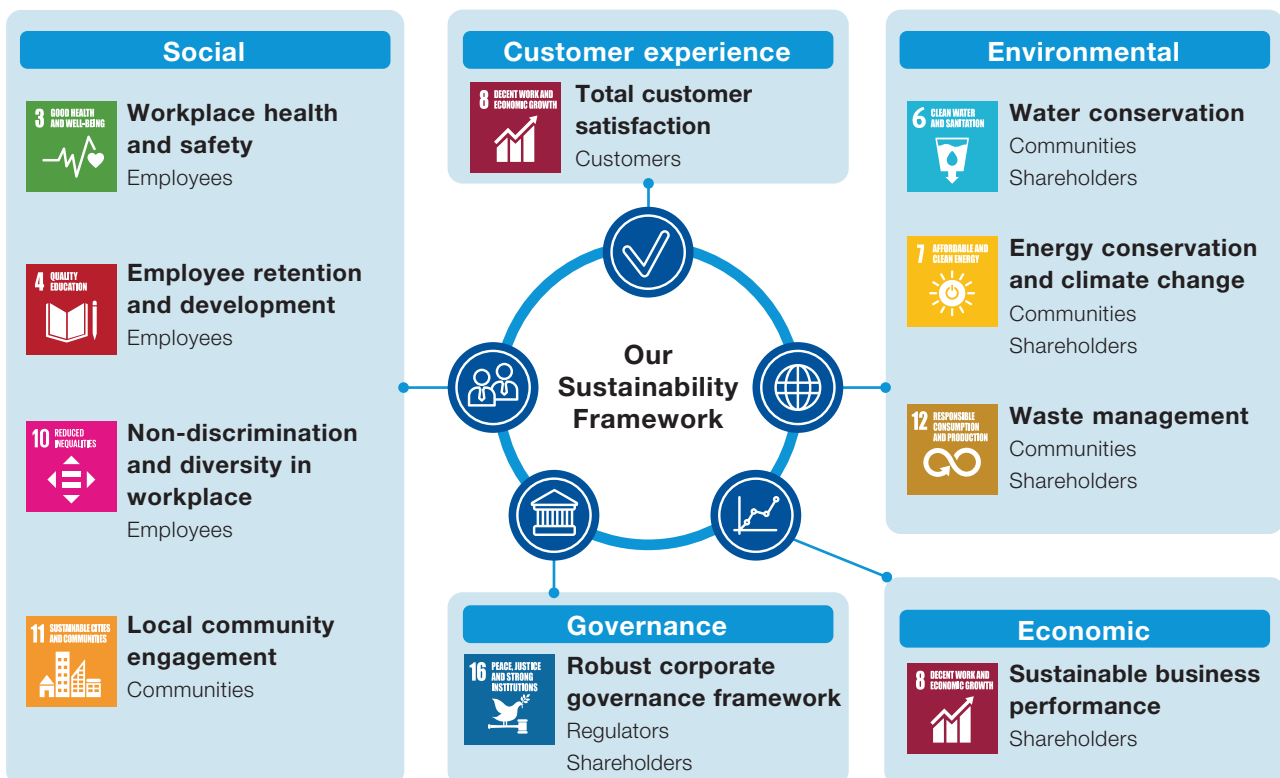 Social
3 GOOD HEALTH
AND WELL-BEING
Workplace health
and safety
Employees
4 QUALITY
EDUCATION
Employee retention
and development
Employees
10 REDUCED
INEQUALITIES
Non-discrimination
and diversity in
workplace
Employees
11 SUSTAINABLE CITIES
AND COMMUNITIES
Local community
engagement
Communities
Customer experience
8 DECENT WORK AND
ECONOMIC GROWTH
Total customer
satisfaction
Customers
Our
Sustainability
Framework
Governance
16 PEACE, JUSTICE
AND STRONG
INSTITUTIONS
Robust corporate
governance framework
Regulators
Shareholders
Environmental
6 CLEAN WATER
AND SANITATION
Water conservation
Communities
Shareholders
7 AFFORDABLE AND
CLEAN ENERGY
Energy conservation
and climate change
Communities
Shareholders
12 RESPONSIBLE
CONSUMPTION
AND PRODUCTION
Waste management
Communities
Shareholders
Economic
8 DECENT WORK AND
ECONOMIC GROWTH
Sustainable business
performance
Shareholders